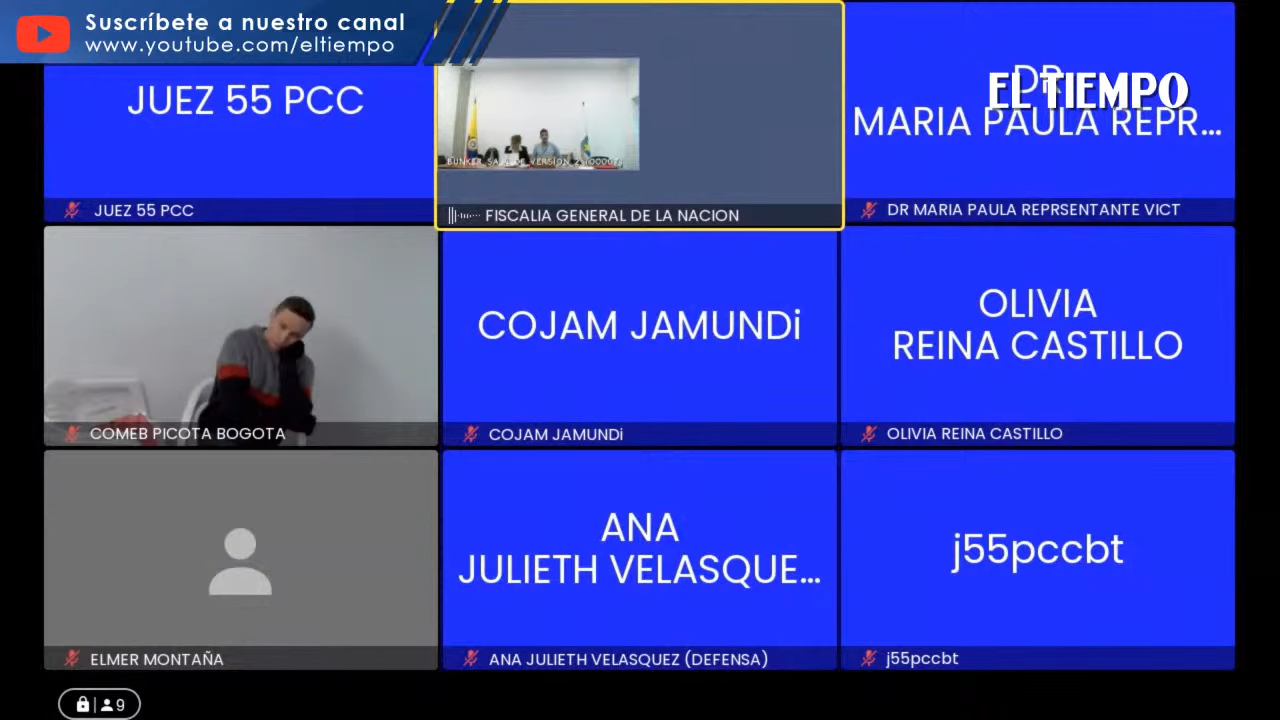 Suscríbete a nuestro canal
www.youtube.com/eltiempo
JUEZ 55 PCC
JUEZ 55 PCC
FISCALIA GENERAL DE LA NACION
DR
EL TIEMPO
MARIA PAULA REPR...
DR MARIA PAULA REPRSENTANTE VICT
COMEB PICOTA BOGOTA
COJAM JAMUNDi
COJAM JAMUNDi
OLIVIA
REINA CASTILLO
OLIVIA REINA CASTILLO
ELMER MONTAÑA
ANA
JULIETH VELASQUE...
ANA JULIETH VELASQUEZ (DEFENSA)
j55pccbt
j55pccbt
9